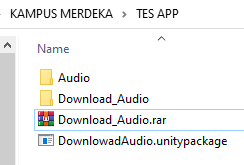 KAMPUS MERDEKA > TES APP
Name
Audio
Download_Audio
Download_Audio.rar
DownlowadAudio.unitypackage